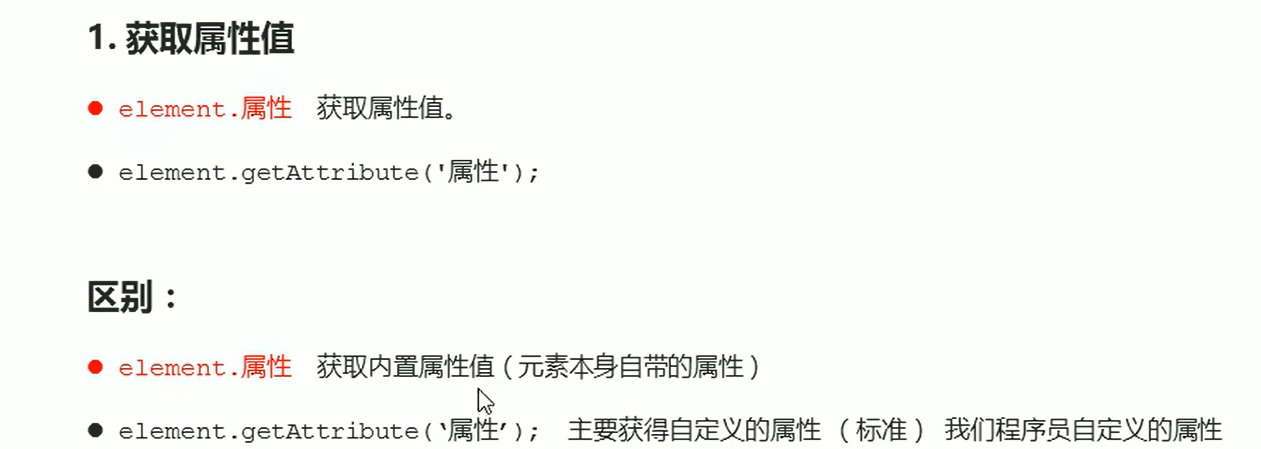 1. 获取属性值
● element.属性 获取属性值。
● element.getAttribute('属性');
区别：
● element.属性 获取内置属性值（元素本身自带的属性）
● element.getAttribute(‘属性’); 主要获得自定义的属性 （标准） 我们程序员自定义的属性